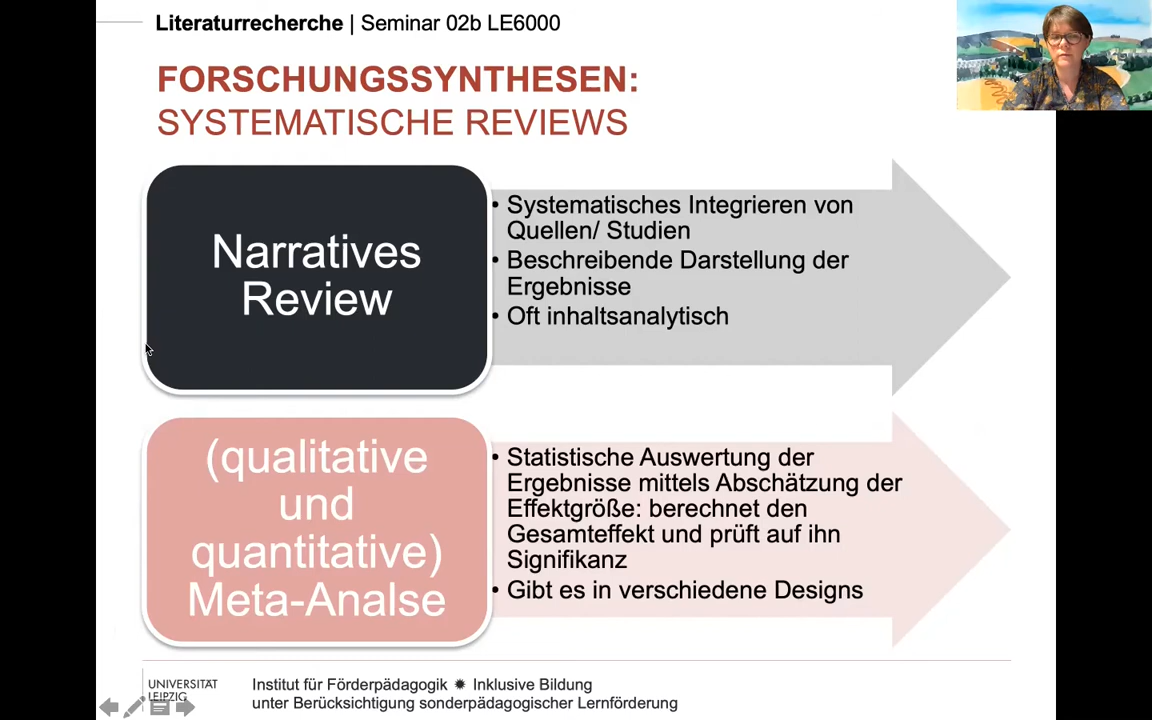 Literaturrecherche | Seminar 02b LE6000
FORSCHUNGSSYNTHESEN:
SYSTEMATISCHE REVIEWS
Narratives
Review
• Systematisches Integrieren von
Quellen/ Studien
• Beschreibende Darstellung der
Ergebnisse
• Oft inhaltsanalytisch
(qualitative
und
quantitative)
Meta-Analse
• Statistische Auswertung der
Ergebnisse mittels Abschätzung der
Effektgröße: berechnet den
Gesamteffekt und prüft auf ihn
Signifikanz
• Gibt es in verschiedene Designs
UNIVERSITÄT
LEIPZIG
Institut für Förderpädagogik ✹ Inklusive Bildung
unter Berücksichtigung sonderpädagogischer Lernförderung